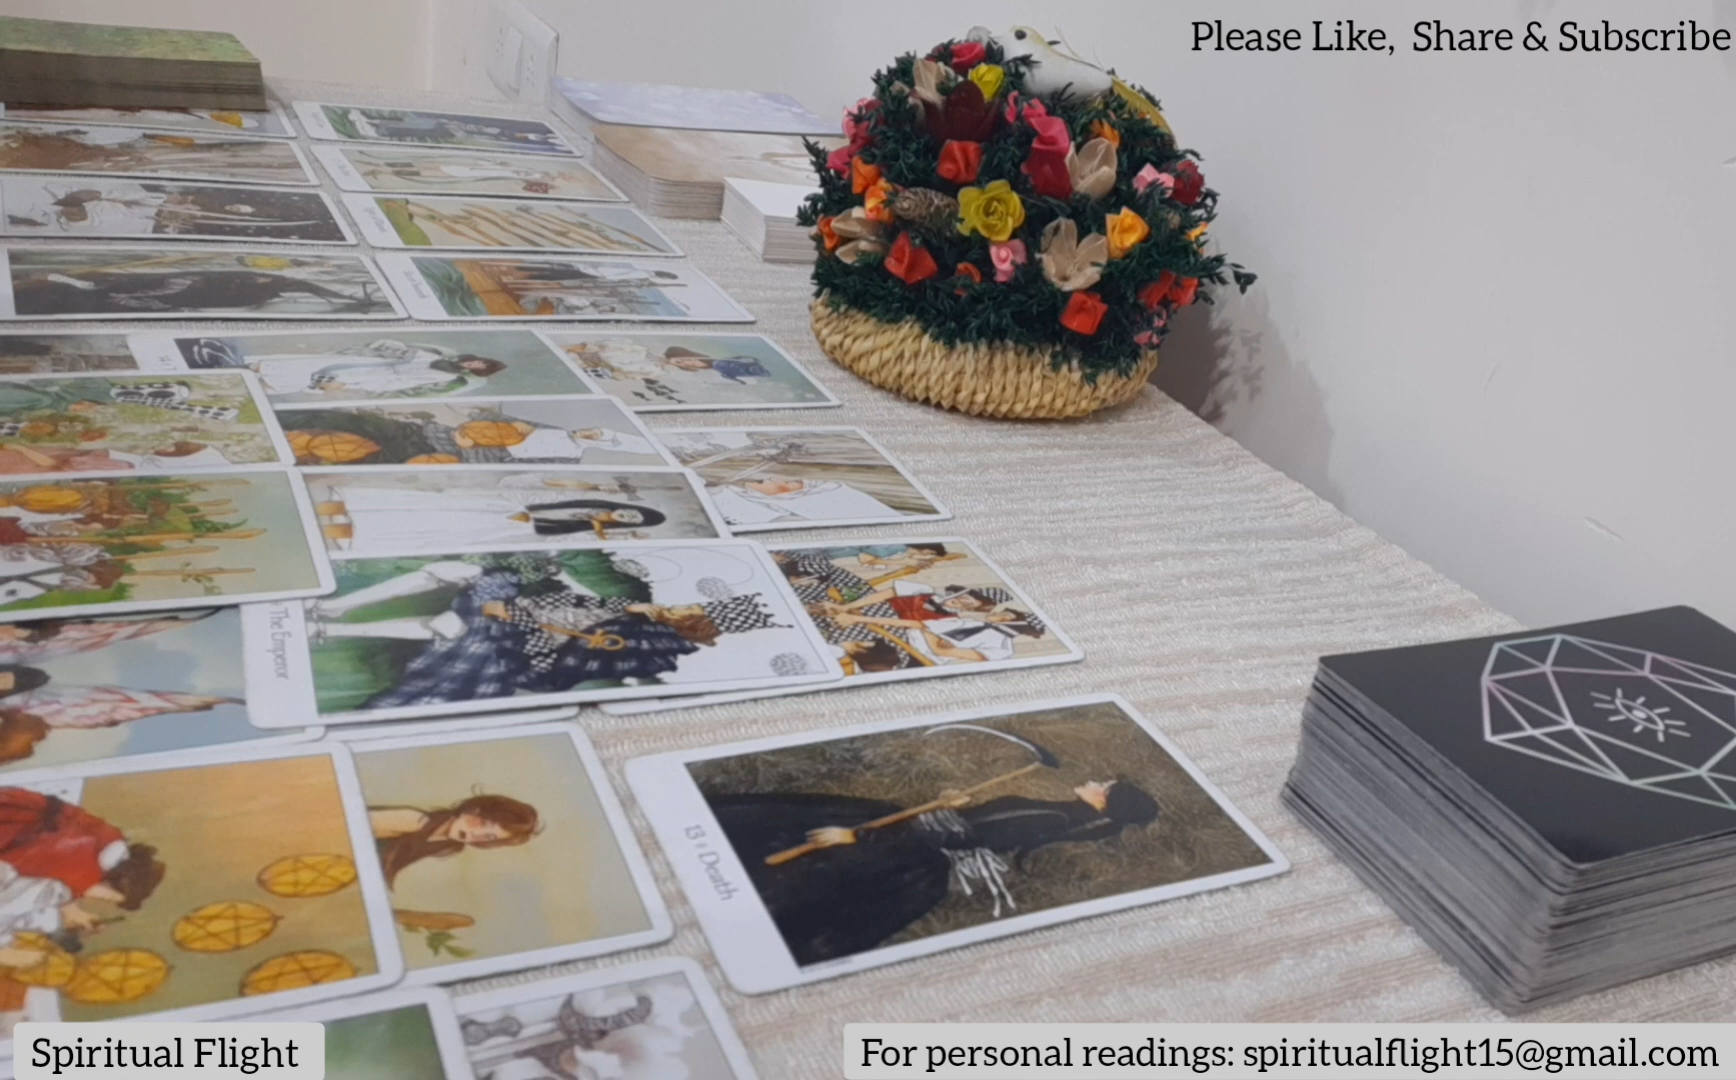 Please Like, Share & Subscribe
The Emperor
13 Death
Spiritual Flight
For personal readings: spiritualflight15@gmail.com